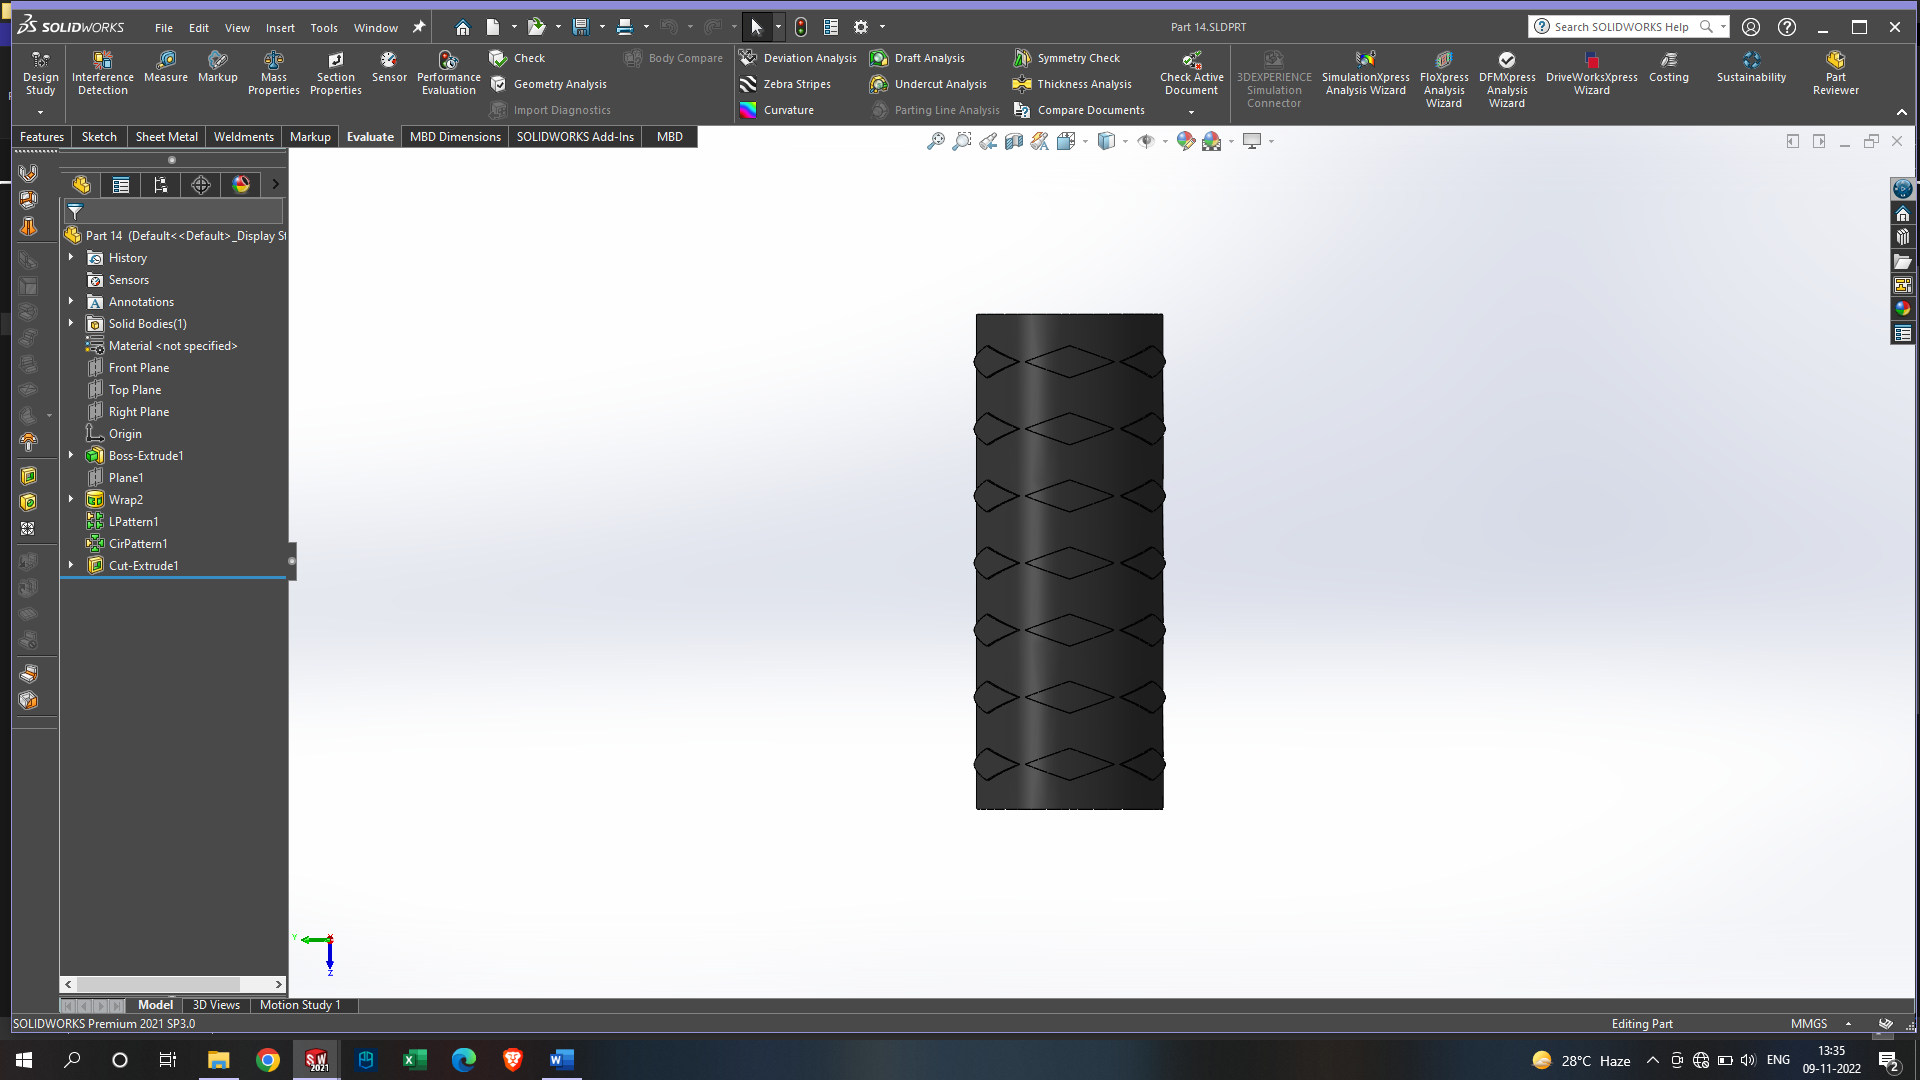 SOLIDWORKS File Edit View Insert Tools Window Part 14.SLDPRT Search SOLIDWORKS Help
Design Study
Interference Detection
Measure
Markup
Mass Properties
Section Properties
Sensor
Performance Evaluation
Check
Geometry Analysis
Import Diagnostics
Body Compare
Deviation Analysis
Zebra Stripes
Curvature
Draft Analysis
Undercut Analysis
Parting Line Analysis
Symmetry Check
Thickness Analysis
Compare Documents
Check Active Document
3DEXPERIENCE Simulation Connector
SimulationXpress Analysis Wizard
FloXpress Analysis Wizard
DFMXpress Analysis Wizard
DriveWorksXpress Wizard
Costing
Sustainability
Part Reviewer
Features Sketch Sheet Metal Weldments Markup Evaluate MBD Dimensions SOLIDWORKS Add-Ins MBD
Part 14 (Default<<Default>_Display St
History
Sensors
Annotations
Solid Bodies(1)
Material <not specified>
Front Plane
Top Plane
Right Plane
Origin
Boss-Extrude1
Plane1
Wrap2
LPattern1
CirPattern1
Cut-Extrude1
Y
X
Z
Model 3D Views Motion Study 1
SOLIDWORKS Premium 2021 SP3.0 Editing Part MMGS
28°C Haze ENG 13:35
09-11-2022
2